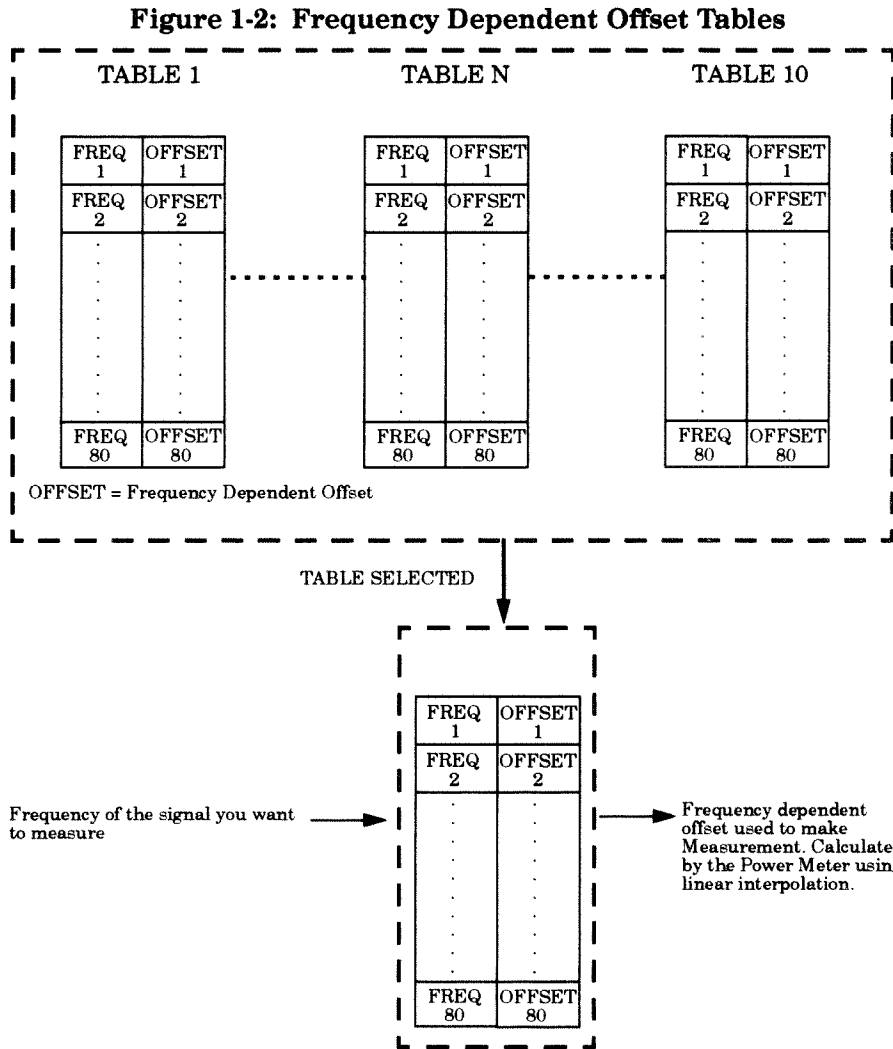 Figure 1-2: Frequency Dependent Offset Tables
TABLE 1
TABLE N
TABLE 10
FREQ OFFSET
1 1
FREQ OFFSET
2 2
FREQ OFFSET
80 80
FREQ OFFSET
1 1
FREQ OFFSET
2 2
FREQ OFFSET
80 80
FREQ OFFSET
1 1
FREQ OFFSET
2 2
FREQ OFFSET
80 80
OFFSET = Frequency Dependent Offset
TABLE SELECTED
FREQ OFFSET
1 1
FREQ OFFSET
2 2
FREQ OFFSET
80 80
Frequency of the signal you want
to measure
Frequency dependent
offset used to make
Measurement. Calculate
by the Power Meter usin
linear interpolation.